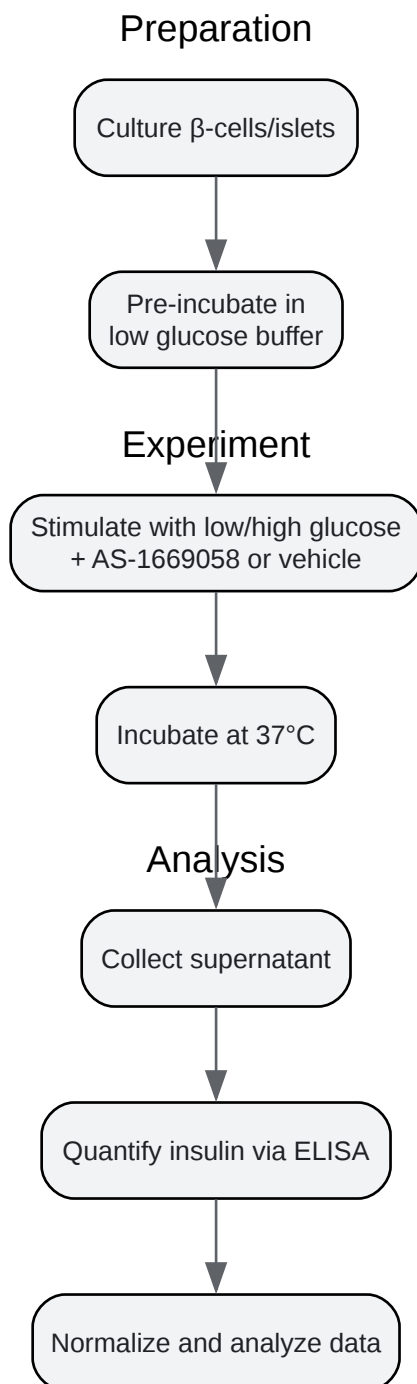 Preparation
Culture β-cells/islets
Pre-incubate in
low glucose buffer
Experiment
Stimulate with low/high glucose
+ AS-1669058 or vehicle
Incubate at 37°C
Analysis
Collect supernatant
Quantify insulin via ELISA
Normalize and analyze data